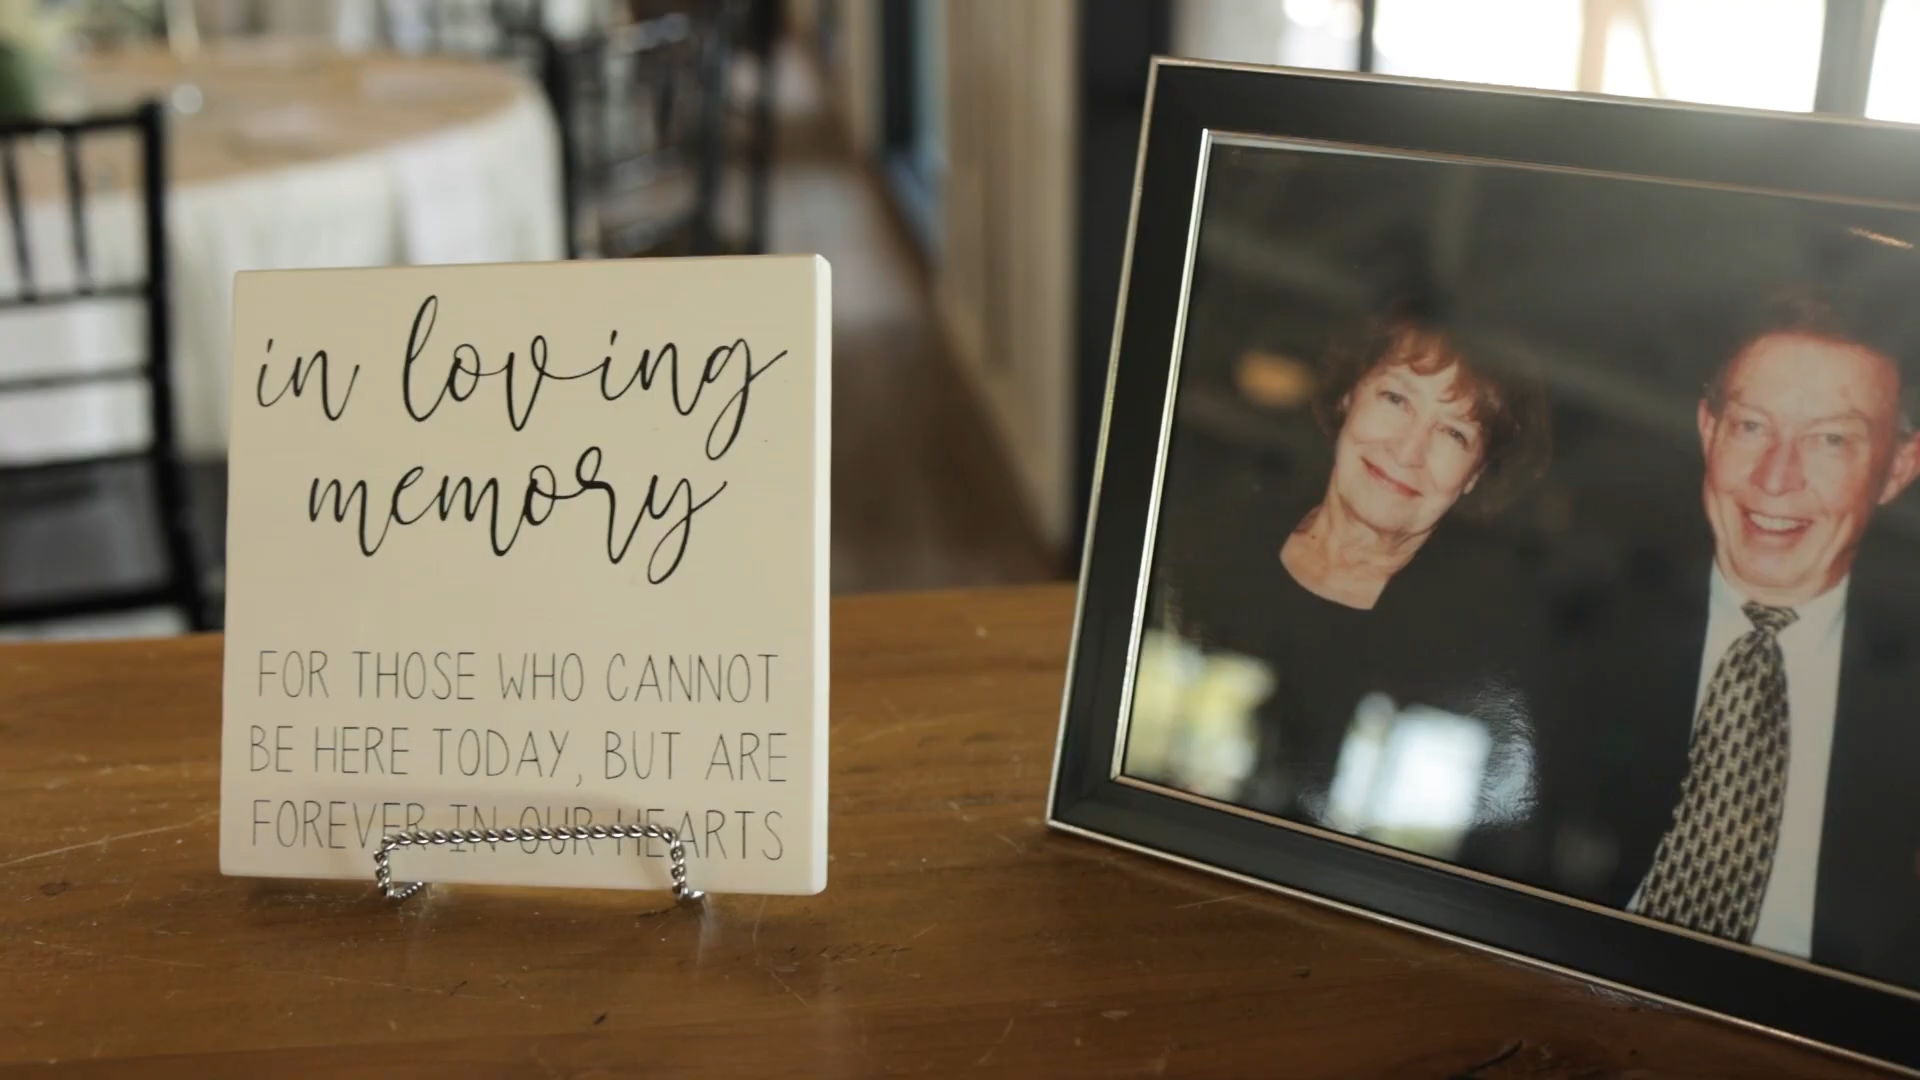 in loving
memory
FOR THOSE WHO CANNOT
BE HERE TODAY, BUT ARE
FOREVER IN OUR HEARTS